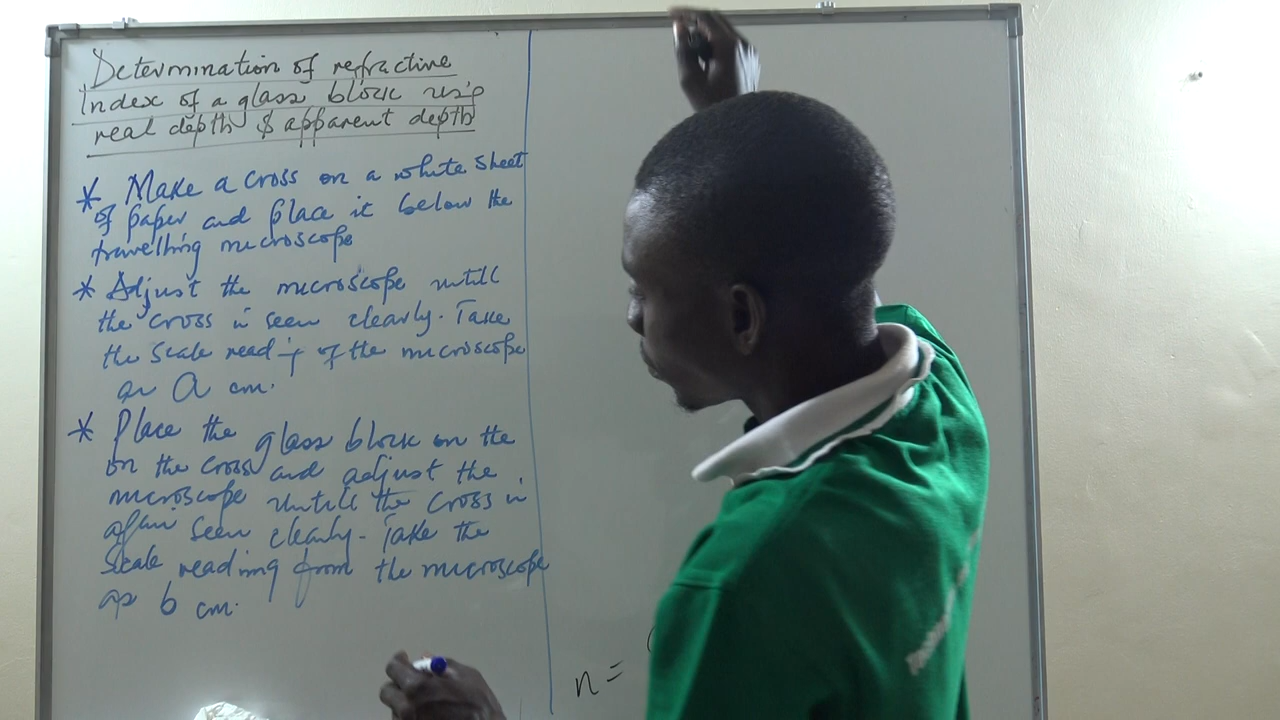 Determination of refractive
Index of a glass block using
real depth & apparent depth
* Make a cross on a white sheet
of paper and place it below the
travelling microscope
* Adjust the microscope untill
the cross is seen clearly. Take
the scale reading of the microscope
as a cm.
* Place the glass block on the
on the cross and adjust the
microscope untill the cross is
again seen clearly. Take the
scale reading from the microscope
as b cm.
n =